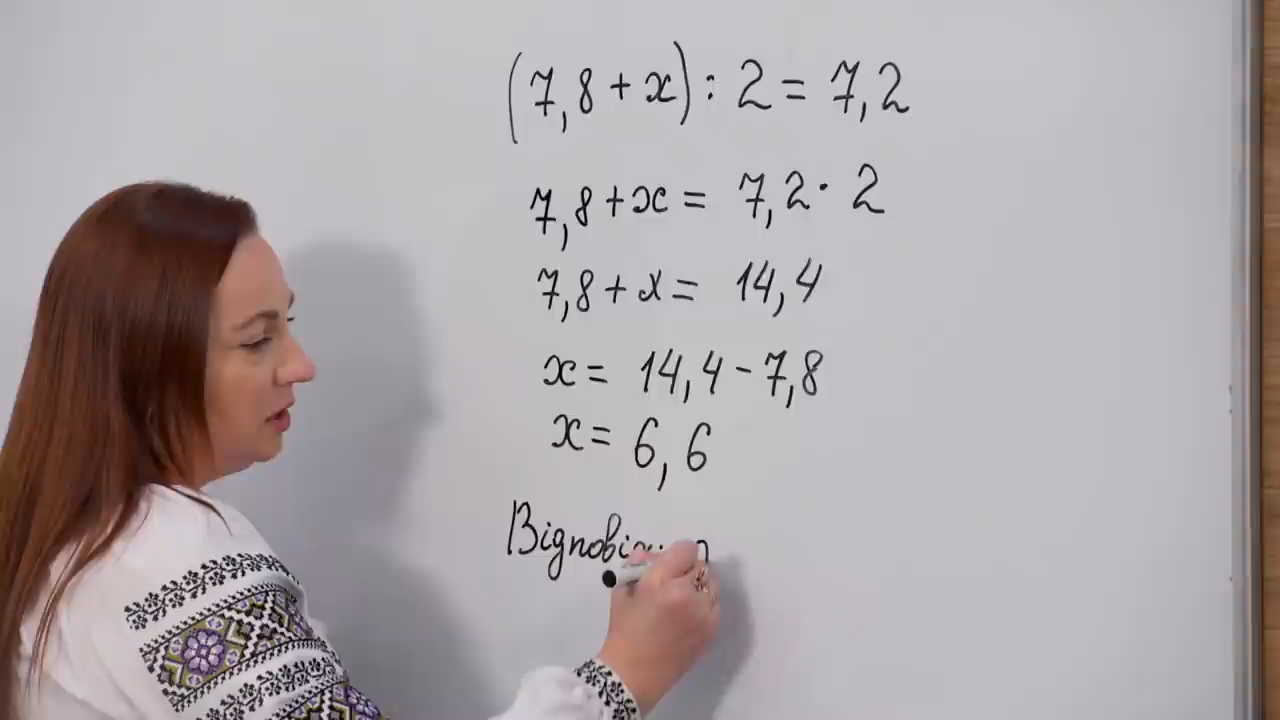 (7,8 + x) : 2 = 7,2
7,8 + x = 7,2 · 2
7,8 + x = 14,4
x = 14,4 - 7,8
x = 6,6